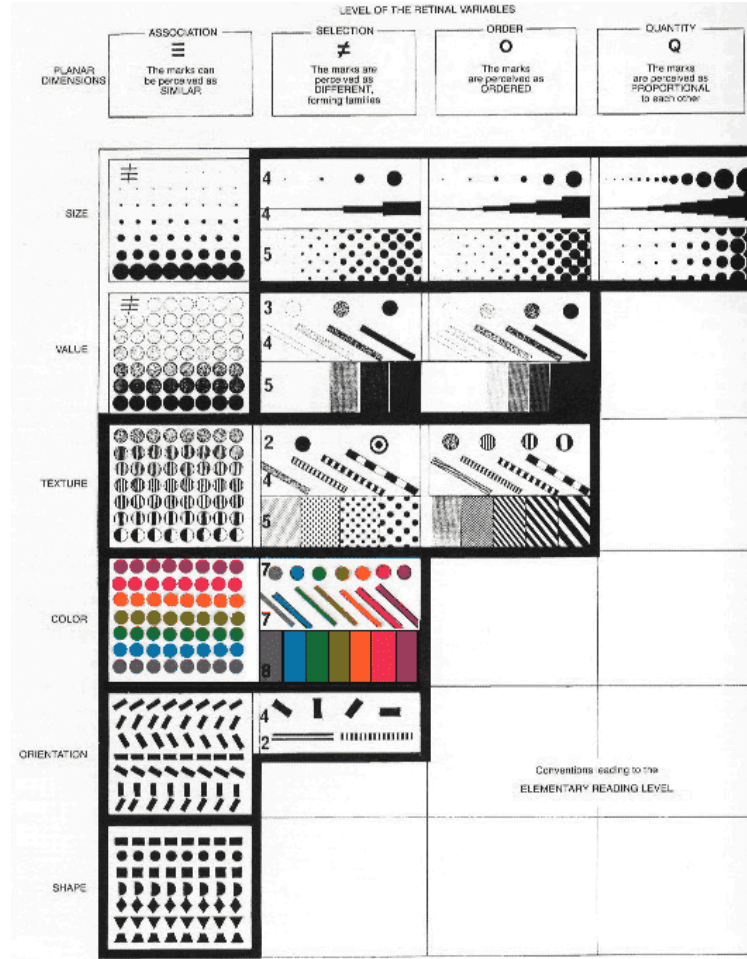 LEVEL OF THE RETINAL VARIABLES
PLANAR
DIMENSIONS
ASSOCIATION
≡
The marks can
be perceived as
SIMILAR
SELECTION
≠
The marks are
perceived as
DIFFERENT,
forming families
ORDER
O
The marks
are perceived as
ORDERED
QUANTITY
Q
The marks
are perceived as
PROPORTIONAL
to each other
SIZE
≢
4
4
5
VALUE
≢
3
4
5
TEXTURE
2
4
5
COLOR
7
7
8
ORIENTATION
4
2
Conventions leading to the
ELEMENTARY READING LEVEL
SHAPE